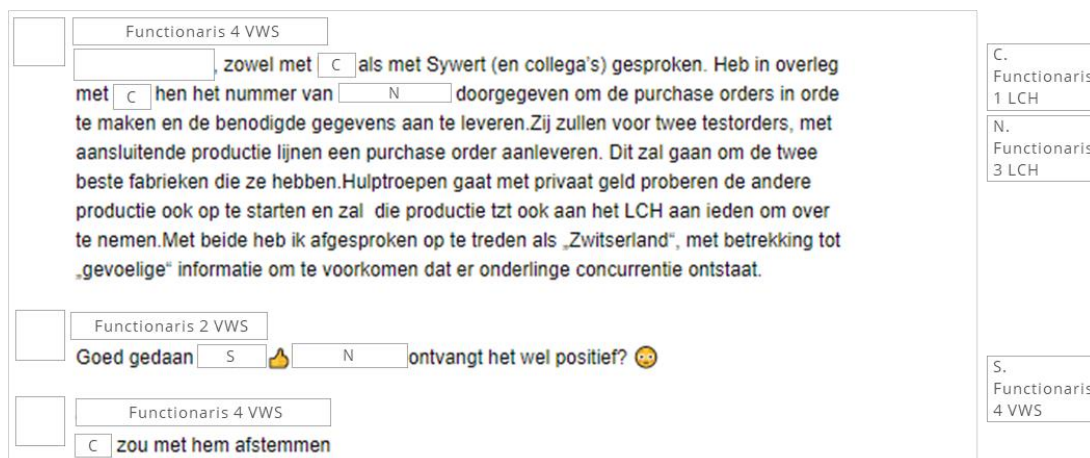 Functionaris 4 VWS
, zowel met C als met Sywert (en collega's) gesproken. Heb in overleg
met C hen het nummer van N doorgegeven om de purchase orders in orde
te maken en de benodigde gegevens aan te leveren.Zij zullen voor twee testorders, met
aansluitende productie lijnen een purchase order aanleveren. Dit zal gaan om de twee
beste fabrieken die ze hebben.Hulptroepen gaat met privaat geld proberen de andere
productie ook op te starten en zal die productie tzt ook aan het LCH aan ieden om over
te nemen.Met beide heb ik afgesproken op te treden als „Zwitserland“, met betrekking tot
„gevoelige“ informatie om te voorkomen dat er onderlinge concurrentie ontstaat.
Functionaris 2 VWS
Goed gedaan S 👍 N ontvangt het wel positief? 😳
Functionaris 4 VWS
C zou met hem afstemmen
C.
Functionaris
1 LCH
N.
Functionaris
3 LCH
S.
Functionaris
4 VWS